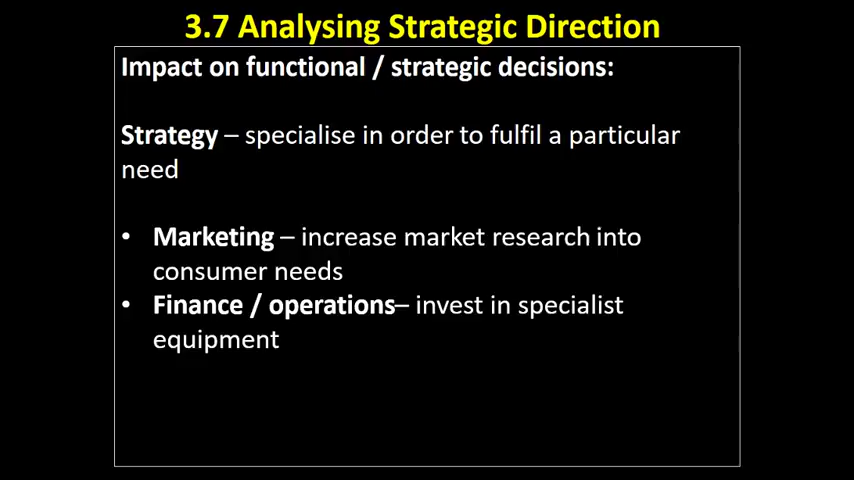 3.7 Analysing Strategic Direction
Impact on functional / strategic decisions:
Strategy – specialise in order to fulfil a particular
need
• Marketing – increase market research into
consumer needs
• Finance / operations– invest in specialist
equipment